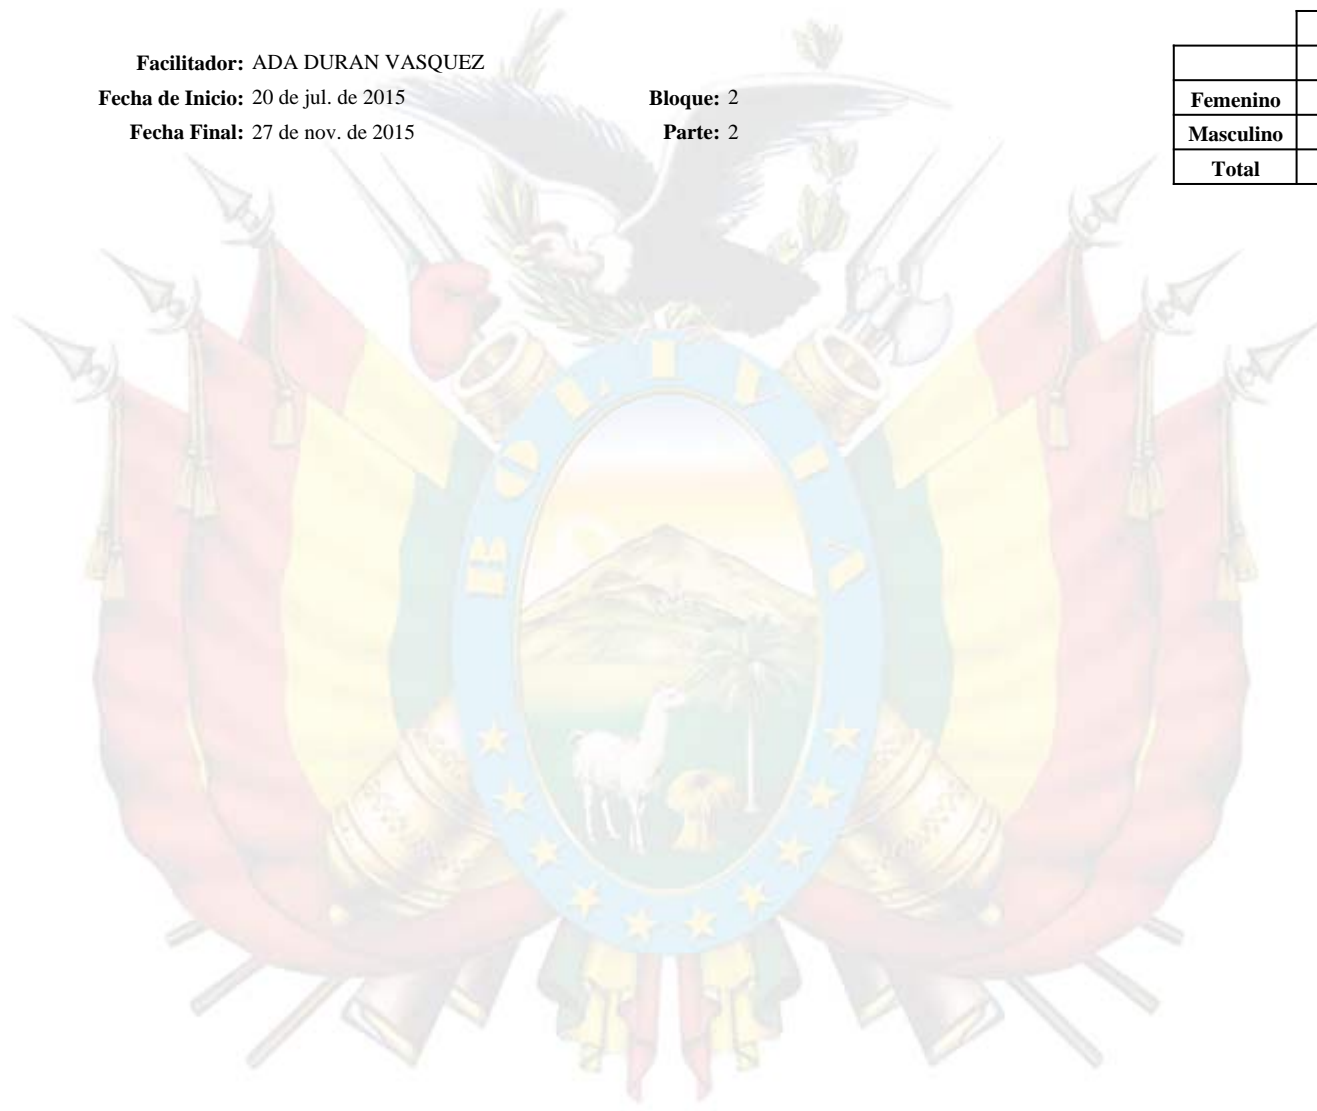 Facilitador: ADA DURAN VASQUEZ
Fecha de Inicio: 20 de jul. de 2015
Bloque: 2
Fecha Final: 27 de nov. de 2015
Parte: 2
Femenino
Masculino
Total
BOLIVIA